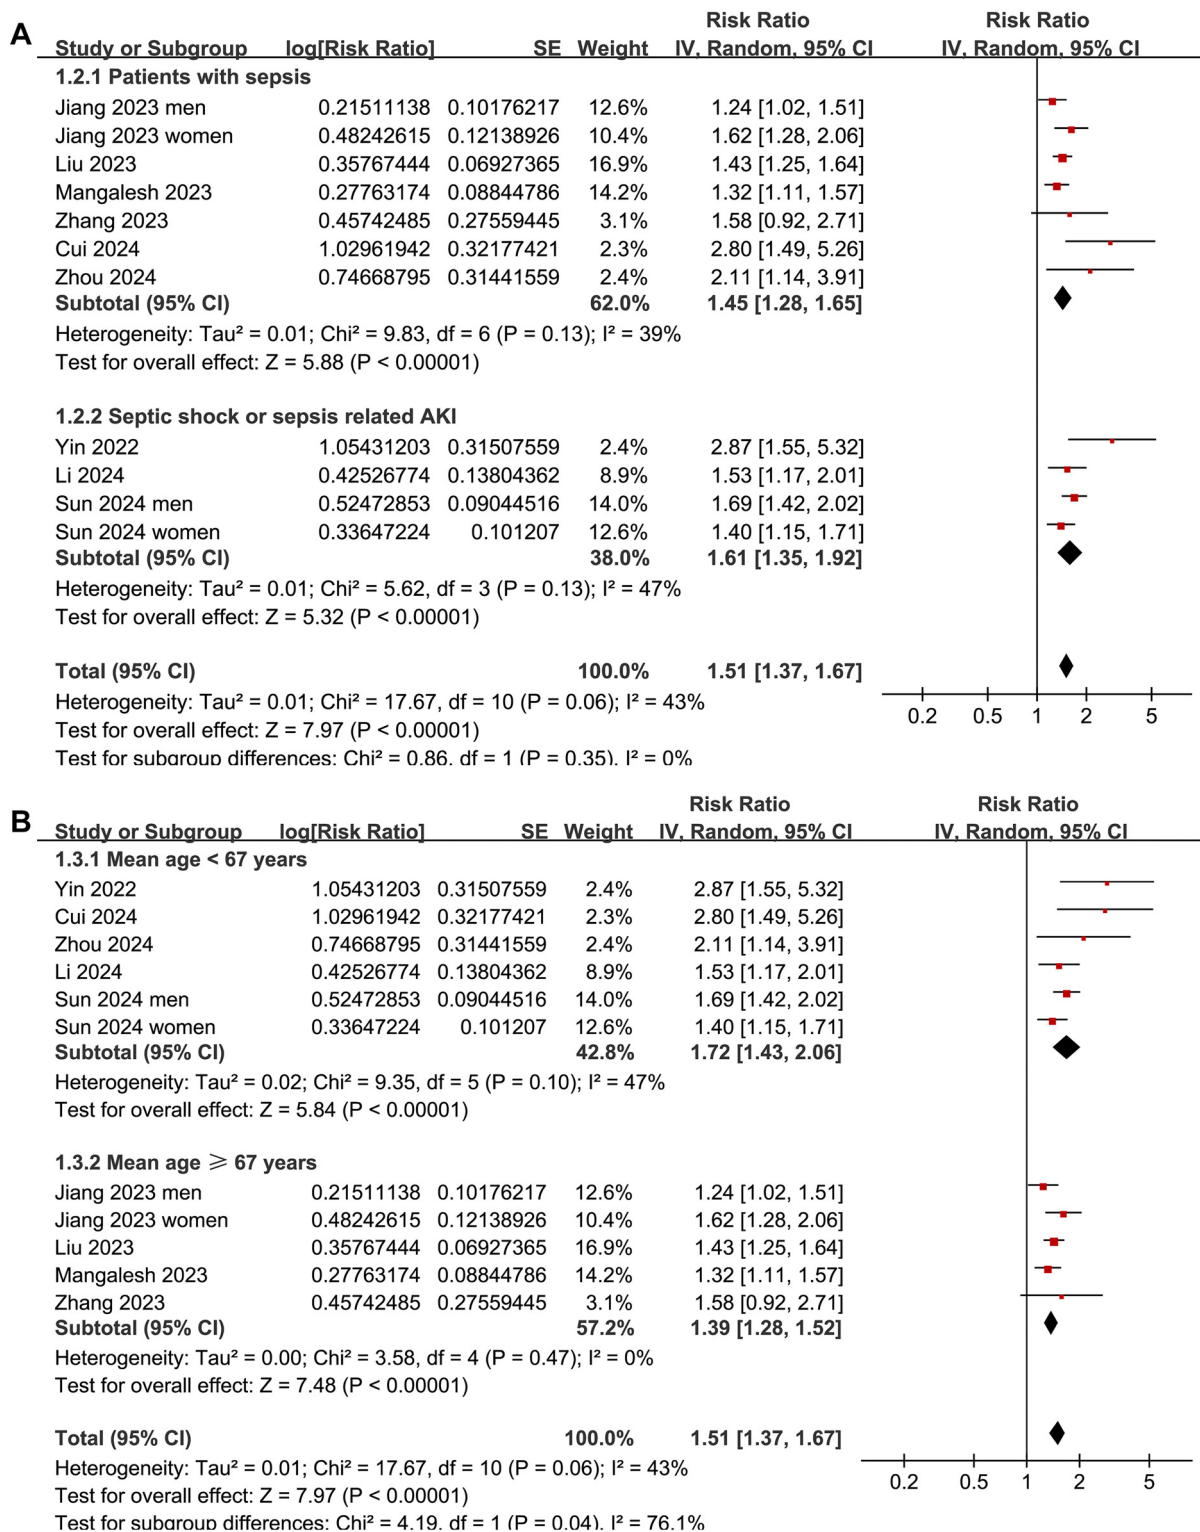 A
Risk Ratio Risk Ratio
Study or Subgroup log[Risk Ratio] SE Weight IV, Random, 95% CI IV, Random, 95% CI
1.2.1 Patients with sepsis
Jiang 2023 men 0.21511138 0.10176217 12.6% 1.24 [1.02, 1.51]
Jiang 2023 women 0.48242615 0.12138926 10.4% 1.62 [1.28, 2.06]
Liu 2023 0.35767444 0.06927365 16.9% 1.43 [1.25, 1.64]
Mangalesh 2023 0.27763174 0.08844786 14.2% 1.32 [1.11, 1.57]
Zhang 2023 0.45742485 0.27559445 3.1% 1.58 [0.92, 2.71]
Cui 2024 1.02961942 0.32177421 2.3% 2.80 [1.49, 5.26]
Zhou 2024 0.74668795 0.31441559 2.4% 2.11 [1.14, 3.91]
Subtotal (95% CI) 62.0% 1.45 [1.28, 1.65]
Heterogeneity: Tau² = 0.01; Chi² = 9.83, df = 6 (P = 0.13); I² = 39%
Test for overall effect: Z = 5.88 (P < 0.00001)
1.2.2 Septic shock or sepsis related AKI
Yin 2022 1.05431203 0.31507559 2.4% 2.87 [1.55, 5.32]
Li 2024 0.42526774 0.13804362 8.9% 1.53 [1.17, 2.01]
Sun 2024 men 0.52472853 0.09044516 14.0% 1.69 [1.42, 2.02]
Sun 2024 women 0.33647224 0.101207 12.6% 1.40 [1.15, 1.71]
Subtotal (95% CI) 38.0% 1.61 [1.35, 1.92]
Heterogeneity: Tau² = 0.01; Chi² = 5.62, df = 3 (P = 0.13); I² = 47%
Test for overall effect: Z = 5.32 (P < 0.00001)
Total (95% CI) 100.0% 1.51 [1.37, 1.67]
Heterogeneity: Tau² = 0.01; Chi² = 17.67, df = 10 (P = 0.06); I² = 43%
0.2 0.5 1 2 5
Test for overall effect: Z = 7.97 (P < 0.00001)
Test for subgroup differences: Chi² = 0.86, df = 1 (P = 0.35), I² = 0%
B
Risk Ratio Risk Ratio
Study or Subgroup log[Risk Ratio] SE Weight IV, Random, 95% CI IV, Random, 95% CI
1.3.1 Mean age < 67 years
Yin 2022 1.05431203 0.31507559 2.4% 2.87 [1.55, 5.32]
Cui 2024 1.02961942 0.32177421 2.3% 2.80 [1.49, 5.26]
Zhou 2024 0.74668795 0.31441559 2.4% 2.11 [1.14, 3.91]
Li 2024 0.42526774 0.13804362 8.9% 1.53 [1.17, 2.01]
Sun 2024 men 0.52472853 0.09044516 14.0% 1.69 [1.42, 2.02]
Sun 2024 women 0.33647224 0.101207 12.6% 1.40 [1.15, 1.71]
Subtotal (95% CI) 42.8% 1.72 [1.43, 2.06]
Heterogeneity: Tau² = 0.02; Chi² = 9.35, df = 5 (P = 0.10); I² = 47%
Test for overall effect: Z = 5.84 (P < 0.00001)
1.3.2 Mean age ⩾ 67 years
Jiang 2023 men 0.21511138 0.10176217 12.6% 1.24 [1.02, 1.51]
Jiang 2023 women 0.48242615 0.12138926 10.4% 1.62 [1.28, 2.06]
Liu 2023 0.35767444 0.06927365 16.9% 1.43 [1.25, 1.64]
Mangalesh 2023 0.27763174 0.08844786 14.2% 1.32 [1.11, 1.57]
Zhang 2023 0.45742485 0.27559445 3.1% 1.58 [0.92, 2.71]
Subtotal (95% CI) 57.2% 1.39 [1.28, 1.52]
Heterogeneity: Tau² = 0.00; Chi² = 3.58, df = 4 (P = 0.47); I² = 0%
Test for overall effect: Z = 7.48 (P < 0.00001)
Total (95% CI) 100.0% 1.51 [1.37, 1.67]
Heterogeneity: Tau² = 0.01; Chi² = 17.67, df = 10 (P = 0.06); I² = 43%
0.2 0.5 1 2 5
Test for overall effect: Z = 7.97 (P < 0.00001)
Test for subgroup differences: Chi² = 4.19, df = 1 (P = 0.04), I² = 76.1%